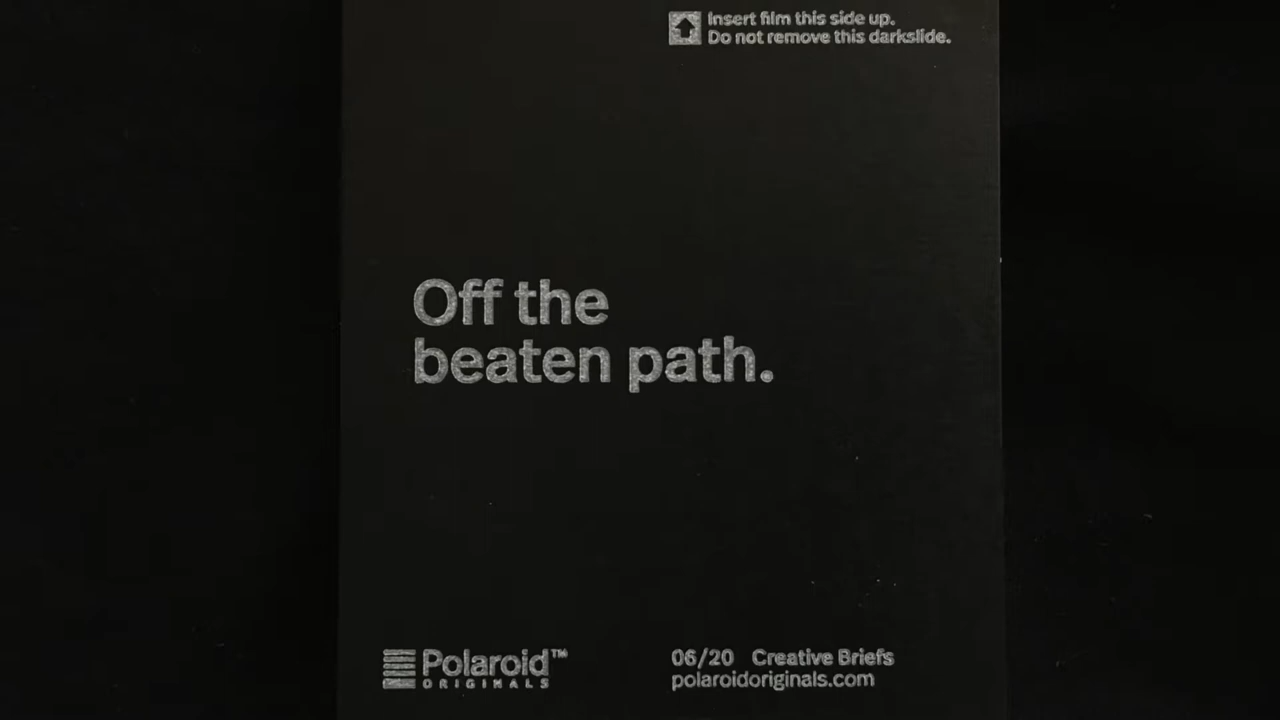 Insert film this side up.
Do not remove this darkslide.
Off the
beaten path.
Polaroid™
ORIGINALS
06/20 Creative Briefs
polaroidoriginals.com